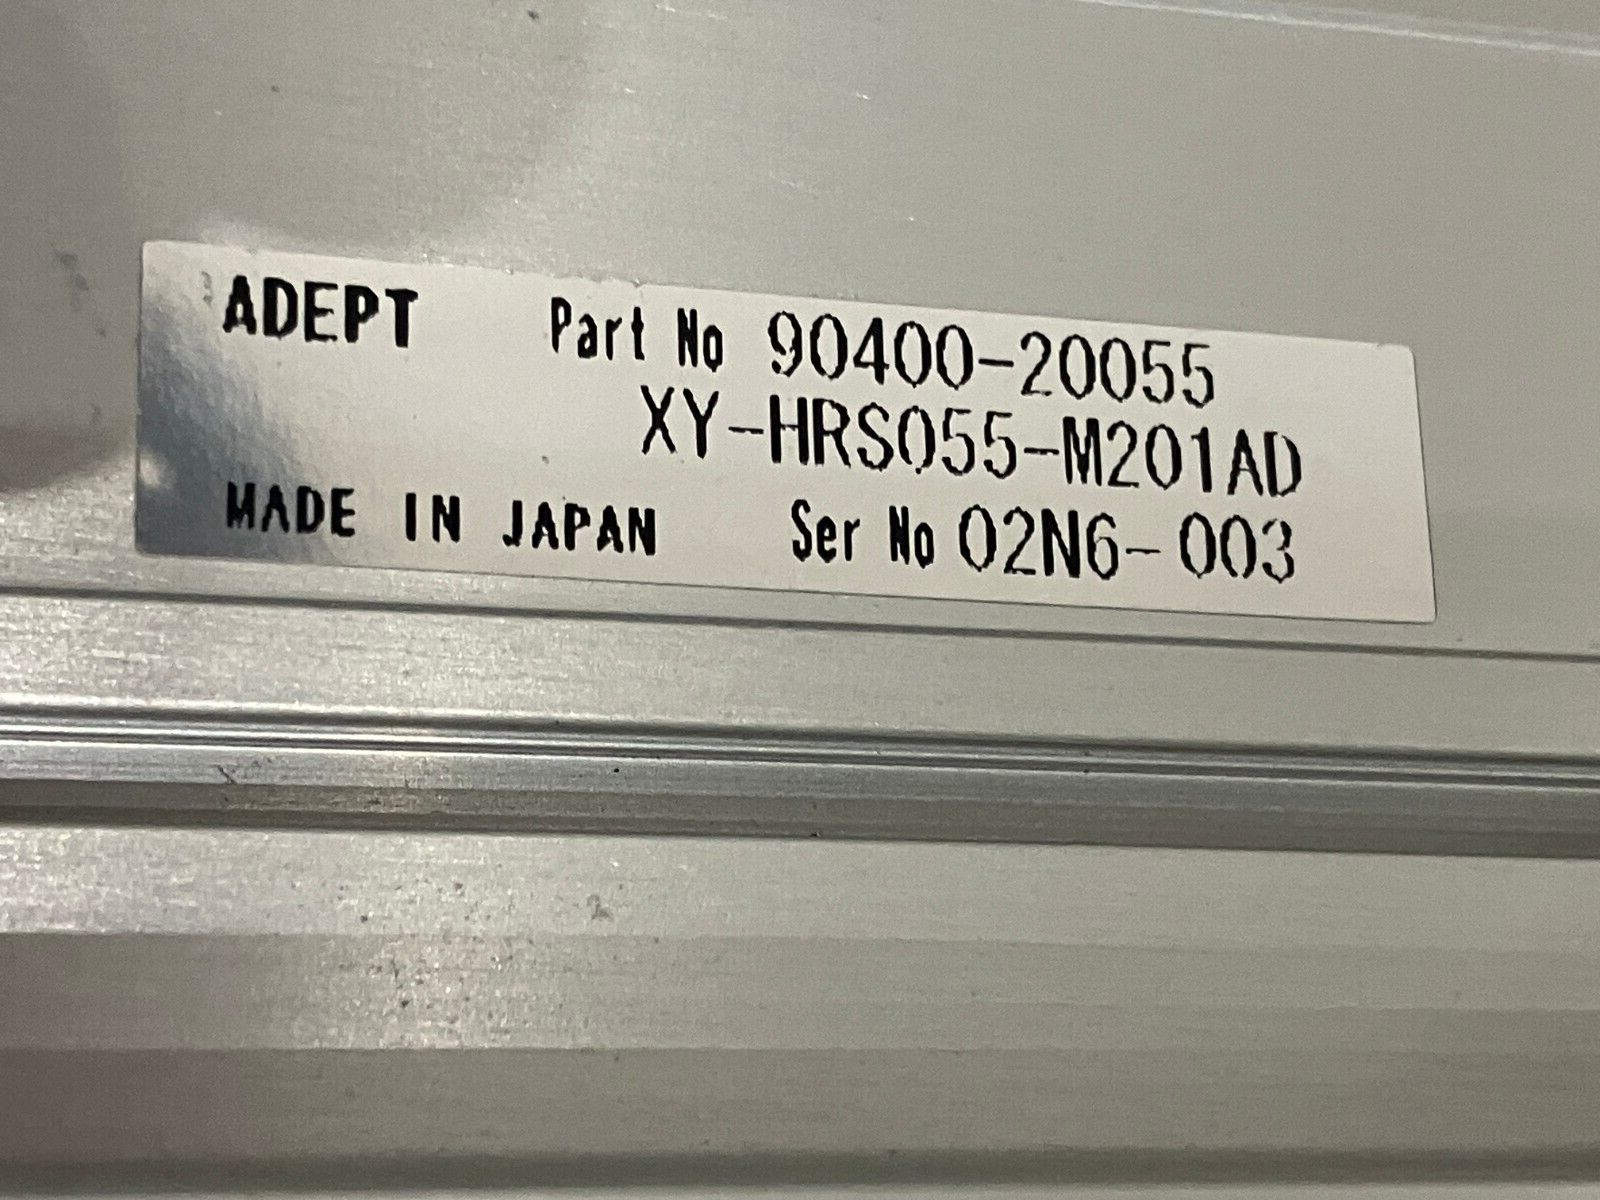 ADEPT Part No 90400-20055
XY-HRS055-M201AD
MADE IN JAPAN Ser No 02N6-003